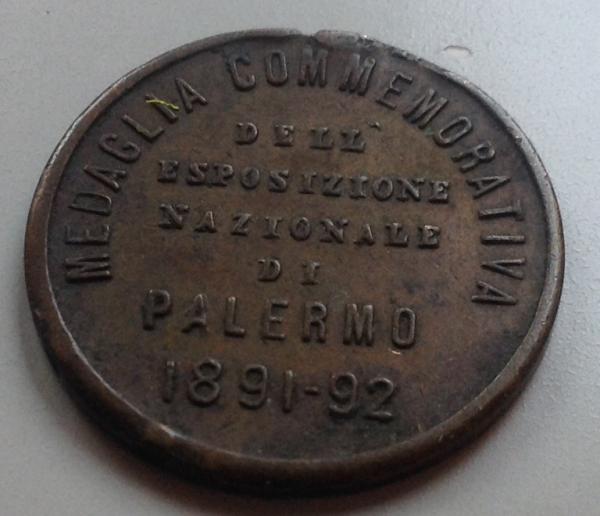 MEDAGLIA COMMEMORATIVA
DELL'
ESPOSIZIONE
NAZIONALE
DI
PALERMO
1891-92